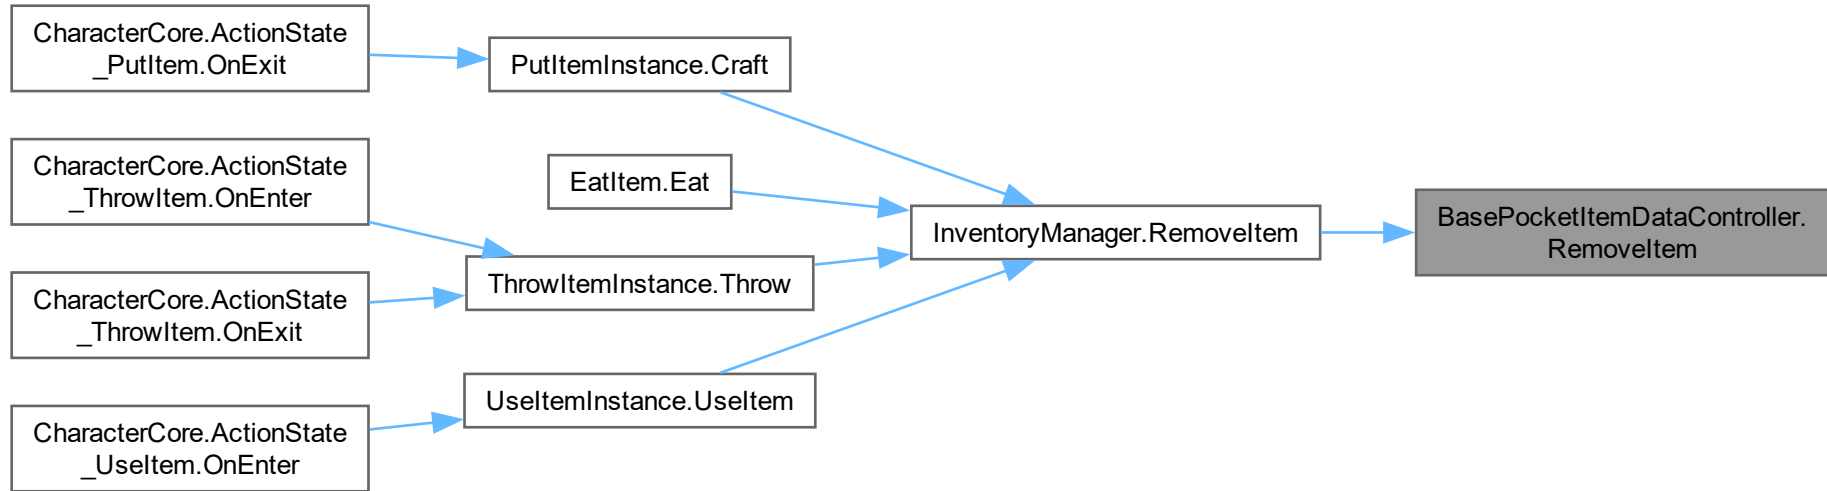 CharacterCore.ActionState
_PutItem.OnExit
CharacterCore.ActionState
_ThrowItem.OnEnter
CharacterCore.ActionState
_ThrowItem.OnExit
CharacterCore.ActionState
_UseItem.OnEnter
PutItemInstance.Craft
EatItem.Eat
ThrowItemInstance.Throw
UseItemInstance.UseItem
InventoryManager.RemoveItem
BasePocketItemDataController.
RemoveItem